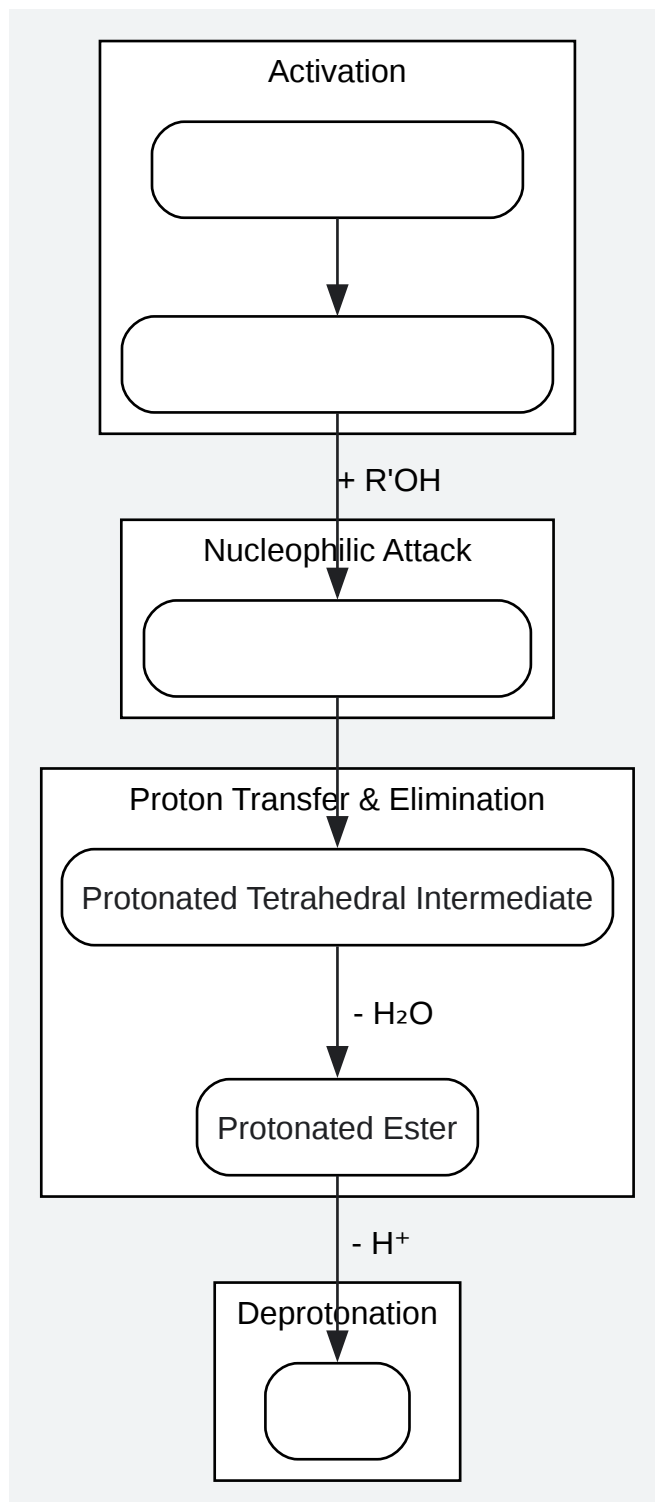 Activation
+ R'OH
Nucleophilic Attack
Proton Transfer & Elimination
Protonated Tetrahedral Intermediate
- H₂O
Protonated Ester
- H⁺
Deprotonation